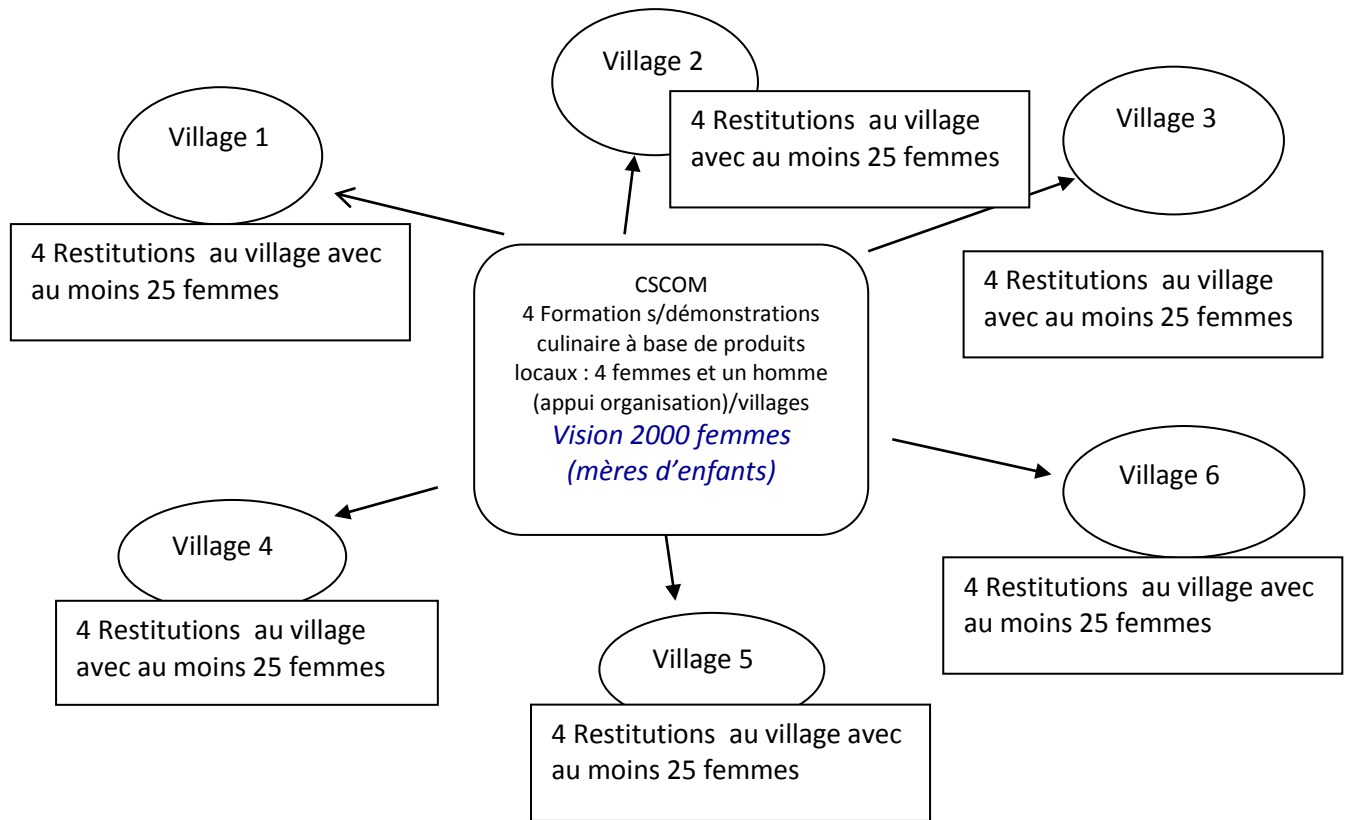 Village 2
4 Restitutions au village
avec au moins 25 femmes
Village 3
Village 1
4 Restitutions au village avec
au moins 25 femmes
4 Restitutions au village
avec au moins 25 femmes
CSCOM
4 Formation s/démonstrations
culinaire à base de produits
locaux : 4 femmes et un homme
(appui organisation)/villages
Vision 2000 femmes
(mères d’enfants)
Village 6
4 Restitutions au village avec
au moins 25 femmes
Village 4
4 Restitutions au village
avec au moins 25 femmes
Village 5
4 Restitutions au village avec
au moins 25 femmes